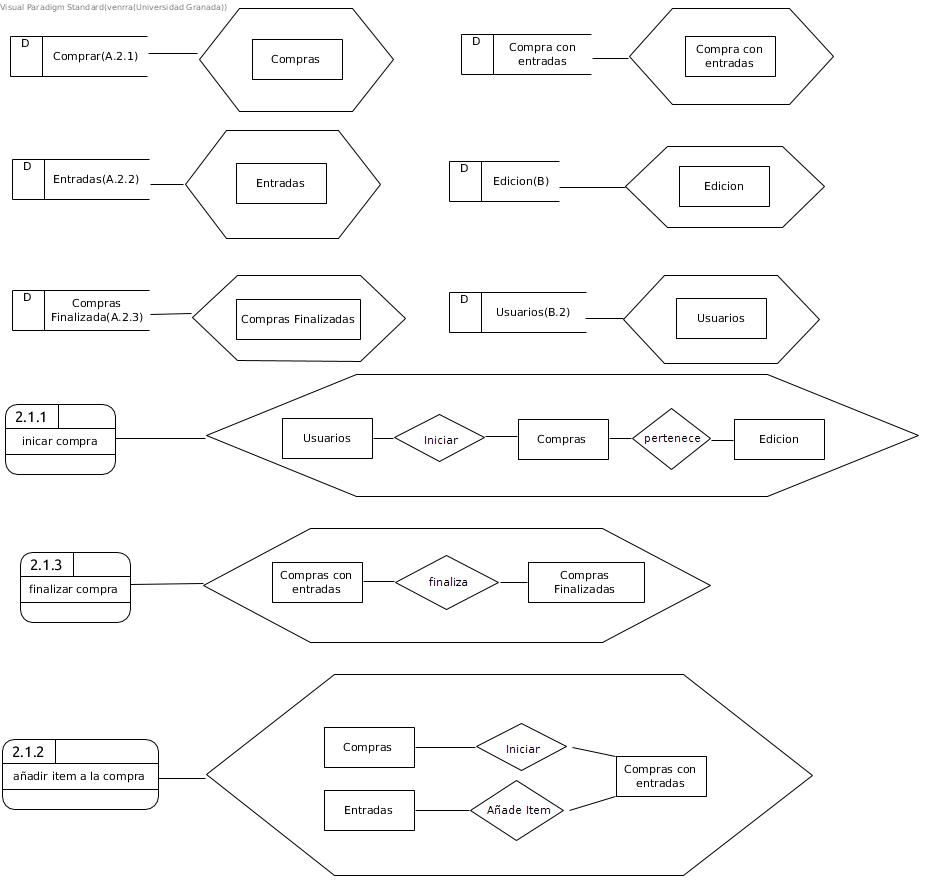 Visual Paradigm Standard(venrra(Universidad Granada))
D
Comprar(A.2.1)
Compras
D
Compra con
entradas
Compra con
entradas
D
Entradas(A.2.2)
Entradas
D
Edicion(B)
Edicion
D
Compras
Finalizada(A.2.3)
Compras Finalizadas
D
Usuarios(B.2)
Usuarios
2.1.1
inicar compra
Usuarios
Iniciar
Compras
pertenece
Edicion
2.1.3
finalizar compra
Compras con
entradas
finaliza
Compras
Finalizadas
2.1.2
añadir item a la compra
Compras
Iniciar
Compras con
entradas
Entradas
Añade Item